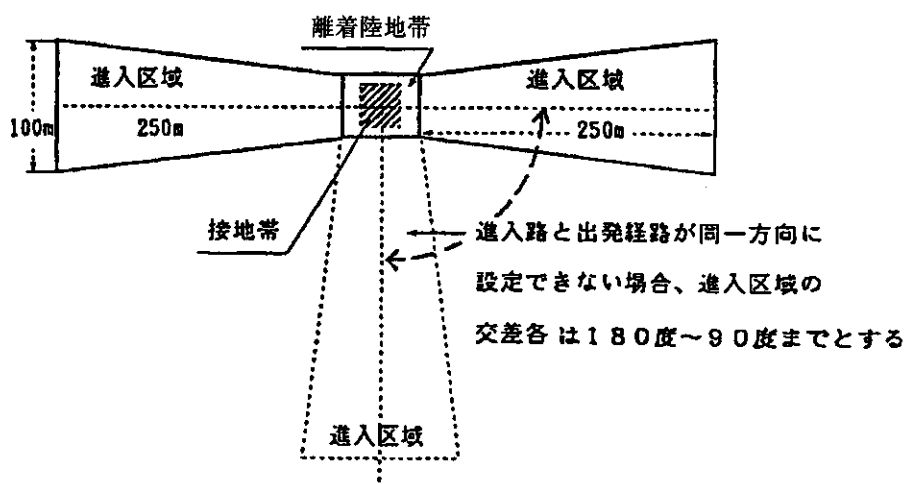 離着陸地帯
進入区域
進入区域
100m
250m
250m
接地帯
進入路と出発経路が同一方向に
設定できない場合、進入区域の
交差各は180度~90度までとする
進入区域